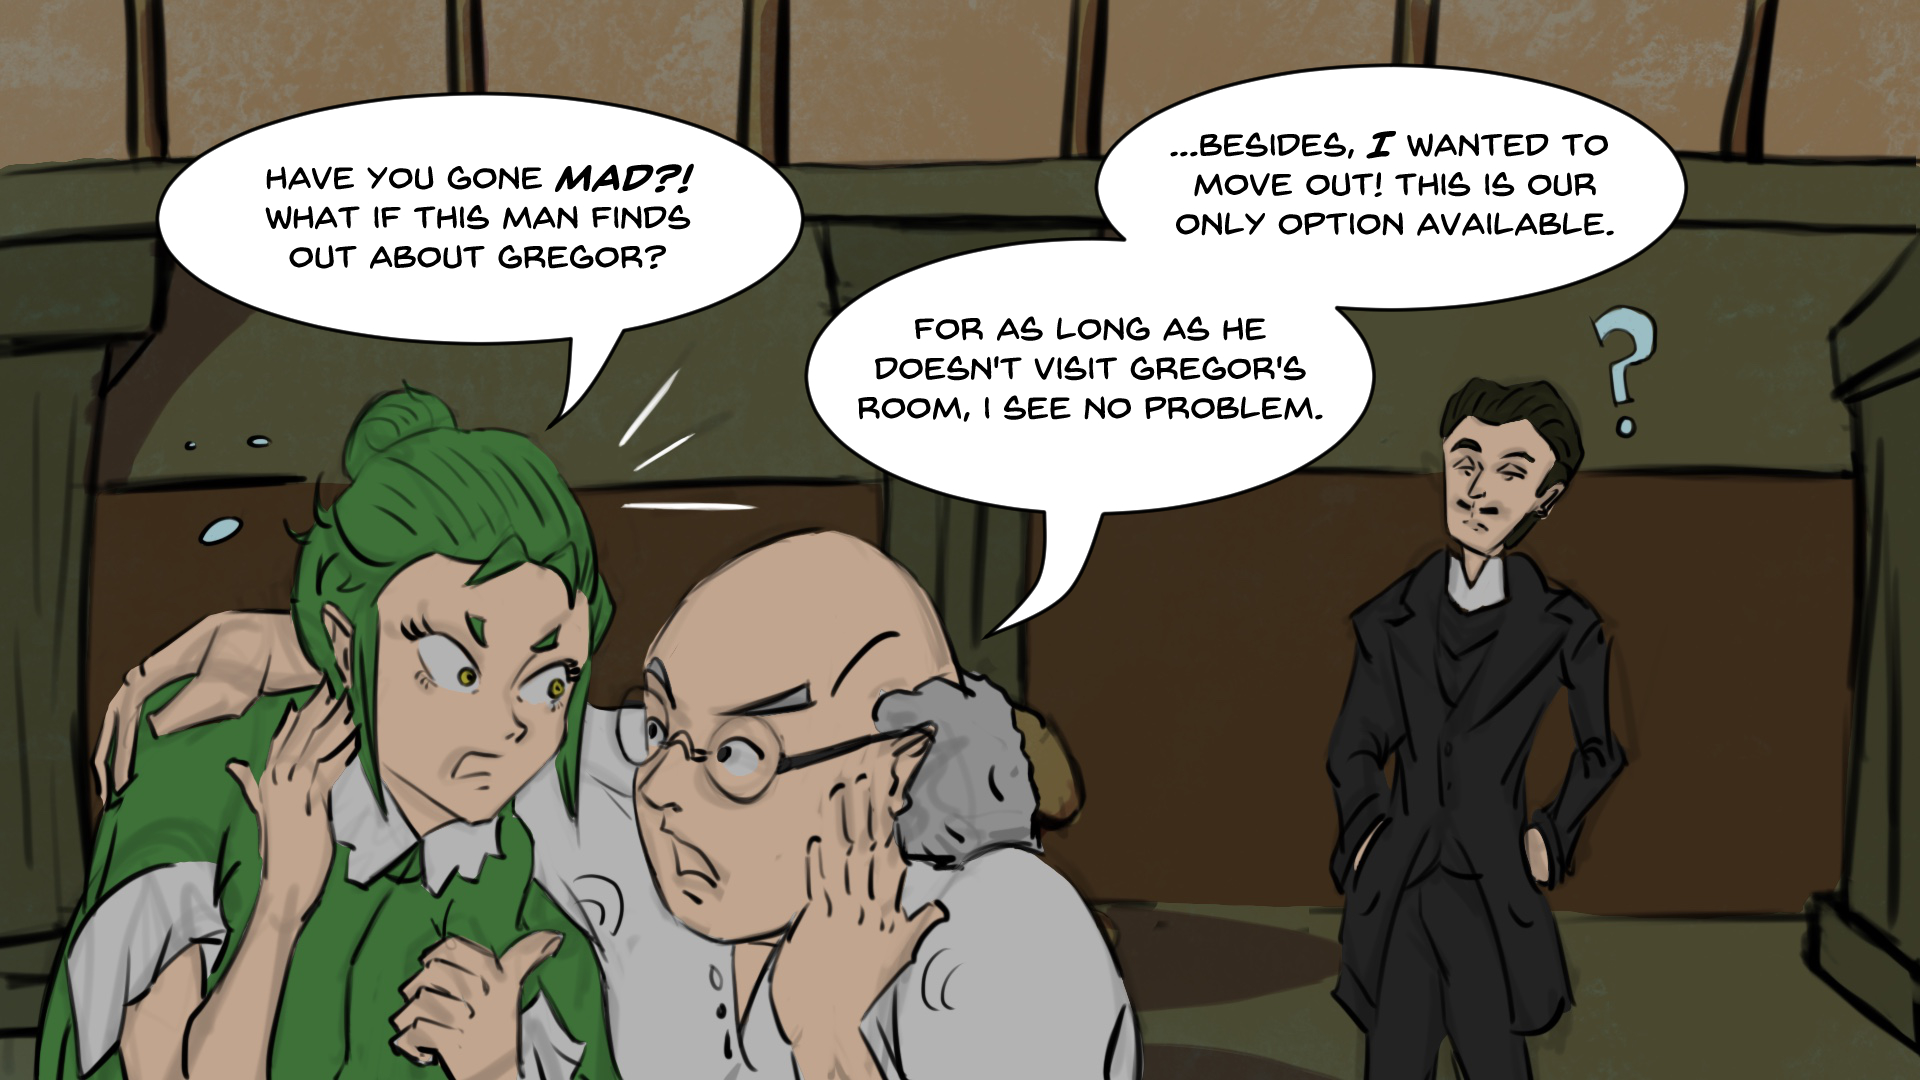 HAVE YOU GONE MAD?!
WHAT IF THIS MAN FINDS
OUT ABOUT GREGOR?
...BESIDES, I WANTED TO
MOVE OUT! THIS IS OUR
ONLY OPTION AVAILABLE.
FOR AS LONG AS HE
DOESN'T VISIT GREGOR'S
ROOM, I SEE NO PROBLEM.
?